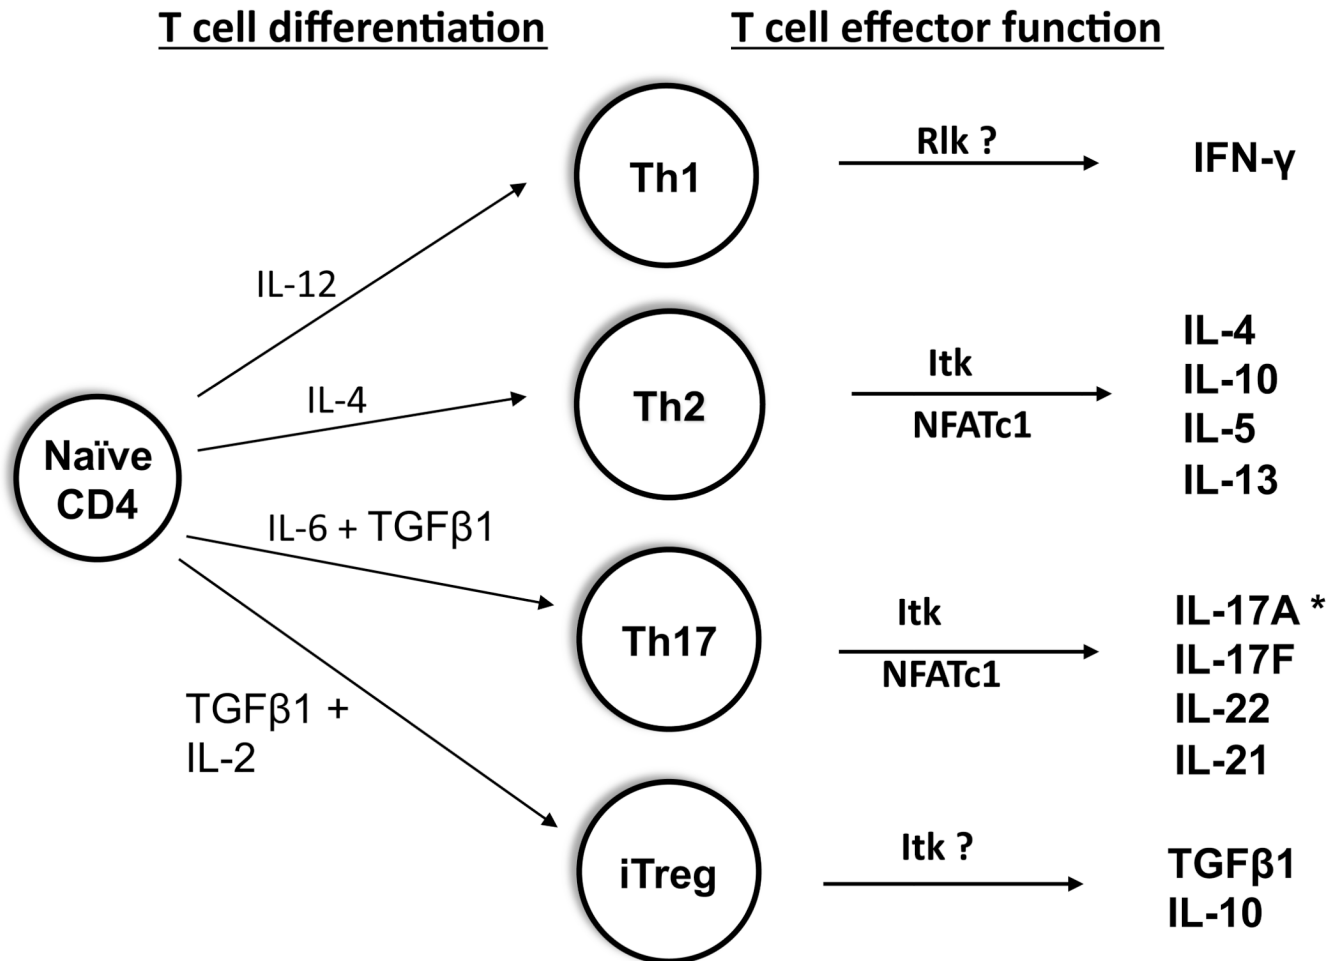 T cell differentiation
T cell effector function
Th1
Rlk ?
IFN-γ
IL-12
Th2
Itk
NFATc1
IL-4
IL-10
IL-5
IL-13
IL-4
Naïve
CD4
IL-6 + TGFβ1
Th17
Itk
NFATc1
IL-17A *
IL-17F
IL-22
IL-21
TGFβ1 +
IL-2
iTreg
Itk ?
TGFβ1
IL-10